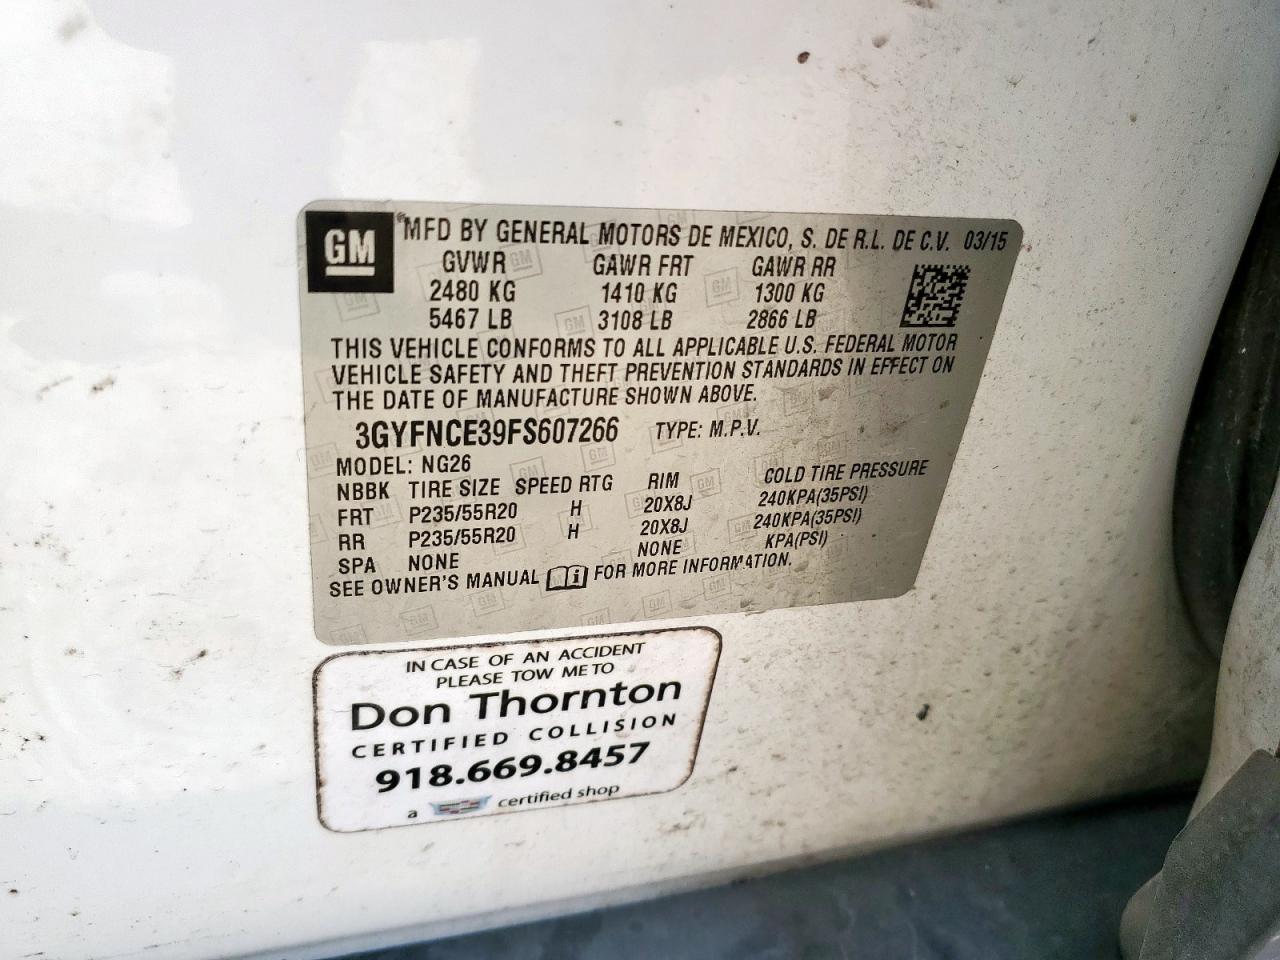 GM
®MFD BY GENERAL MOTORS DE MEXICO, S. DE R.L. DE C.V. 03/15
GVWR GAWR FRT GAWR RR
2480 KG 1410 KG 1300 KG
5467 LB 3108 LB 2866 LB
THIS VEHICLE CONFORMS TO ALL APPLICABLE U.S. FEDERAL MOTOR
VEHICLE SAFETY AND THEFT PREVENTION STANDARDS IN EFFECT ON
THE DATE OF MANUFACTURE SHOWN ABOVE.
3GYFNCE39FS607266 TYPE: M.P.V.
MODEL: NG26
NBBK TIRE SIZE SPEED RTG RIM COLD TIRE PRESSURE
FRT P235/55R20 H 20X8J 240KPA(35PSI)
RR P235/55R20 H 20X8J 240KPA(35PSI)
SPA NONE NONE KPA(PSI)
SEE OWNER'S MANUAL i FOR MORE INFORMATION.
IN CASE OF AN ACCIDENT
PLEASE TOW ME TO
Don Thornton
CERTIFIED COLLISION
918.669.8457
a certified shop